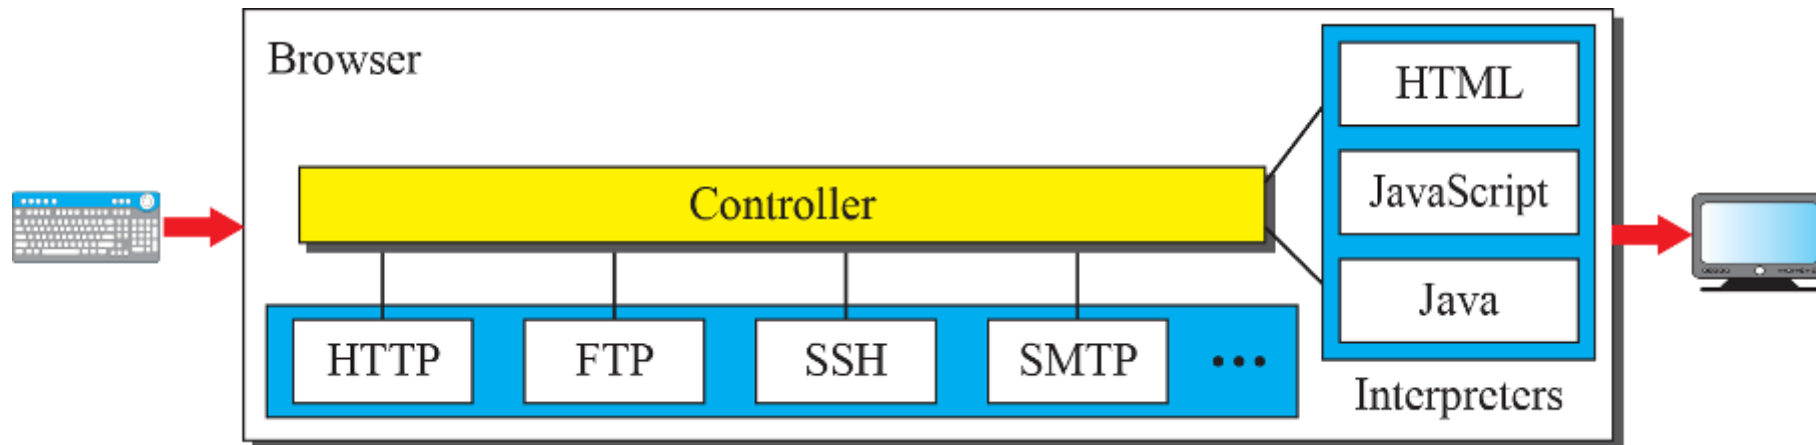 Browser
HTML
JavaScript
Controller
Java
HTTP
FTP
SSH
SMTP
•••
Interpreters